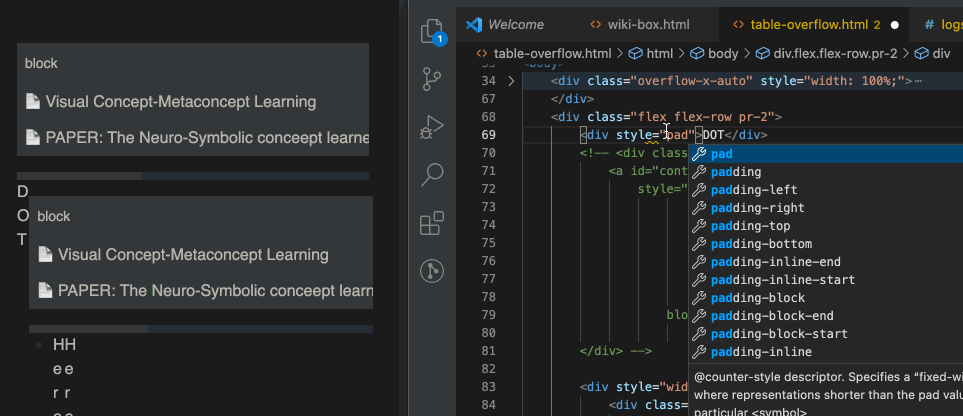 block
Visual Concept-Metaconcept Learning
PAPER: The Neuro-Symbolic conceept learne
D
O
T
block
Visual Concept-Metaconcept Learning
PAPER: The Neuro-Symbolic conceept learn
HH
e e
r r
1
Welcome
<> wiki-box.html
<> table-overflow.html 2
# logs
<> table-overflow.html > html > body > div.flex.flex-row.pr-2 > div
33 <body>
34 > <div class="overflow-x-auto" style="width: 100%;">⋯
67 </div>
68 <div class="flex flex-row pr-2">
69 <div style="pad">DOT</div>
70 <!-- <div class
71 <a id="cont
72 style="
73
74
75
76
77
78
79 blo
80
81 </div> -->
82
83 <div style="wid
84 <div class=
pad
padding
padding-left
padding-right
padding-top
padding-bottom
padding-inline-end
padding-inline-start
padding-block
padding-block-end
padding-block-start
padding-inline
@counter-style descriptor. Specifies a “fixed-wi
where representations shorter than the pad valu
particular <symbol>